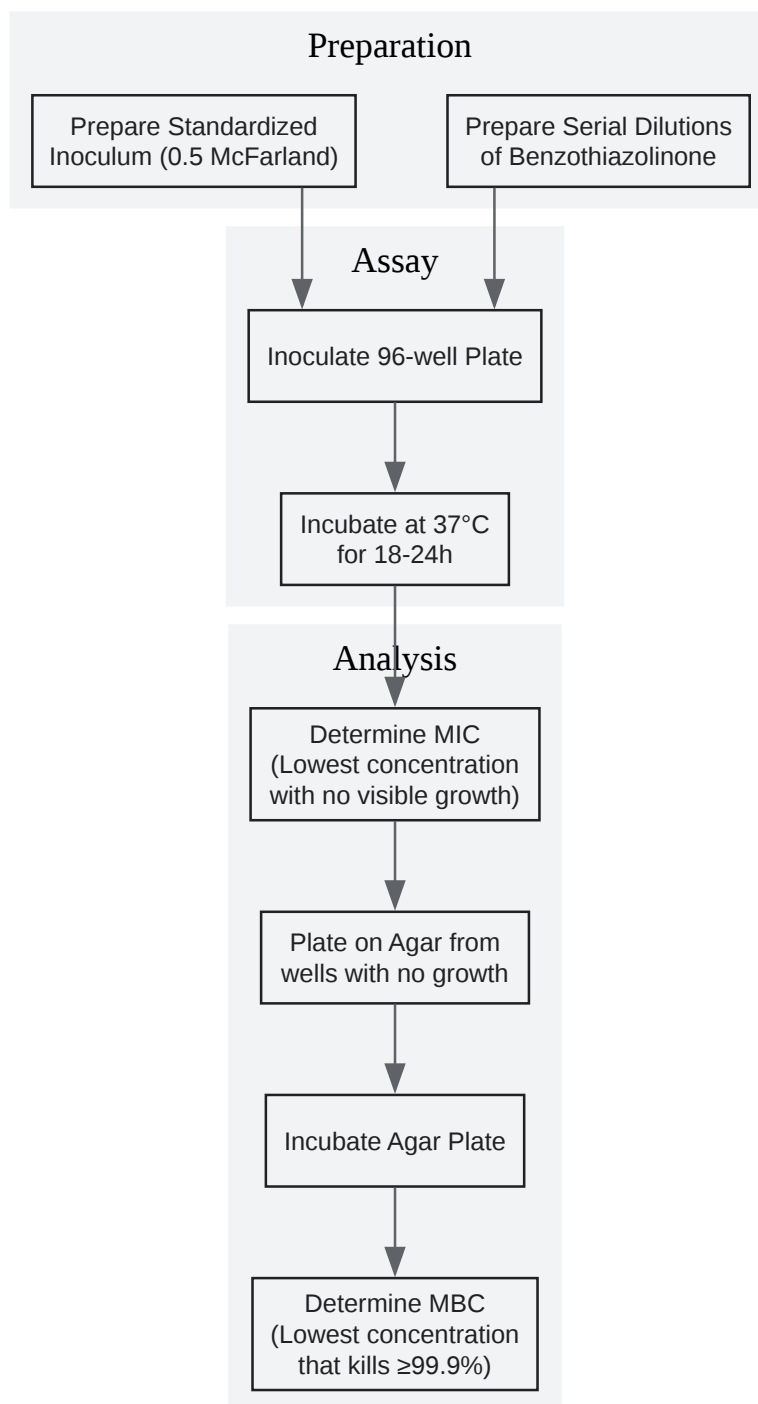 Preparation
Prepare Standardized
Inoculum (0.5 McFarland)
Prepare Serial Dilutions
of Benzothiazolinone
Assay
Inoculate 96-well Plate
Incubate at 37°C
for 18-24h
Analysis
Determine MIC
(Lowest concentration
with no visible growth)
Plate on Agar from
wells with no growth
Incubate Agar Plate
Determine MBC
(Lowest concentration
that kills ≥99.9%)